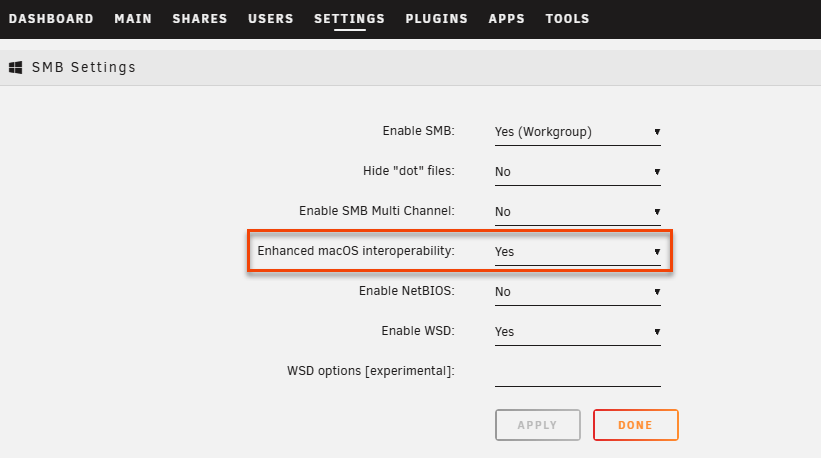 DASHBOARD MAIN SHARES USERS SETTINGS PLUGINS APPS TOOLS
SMB Settings
Enable SMB: Yes (Workgroup)
Hide "dot" files: No
Enable SMB Multi Channel: No
Enhanced macOS interoperability: Yes
Enable NetBIOS: No
Enable WSD: Yes
WSD options [experimental]:
APPLY DONE